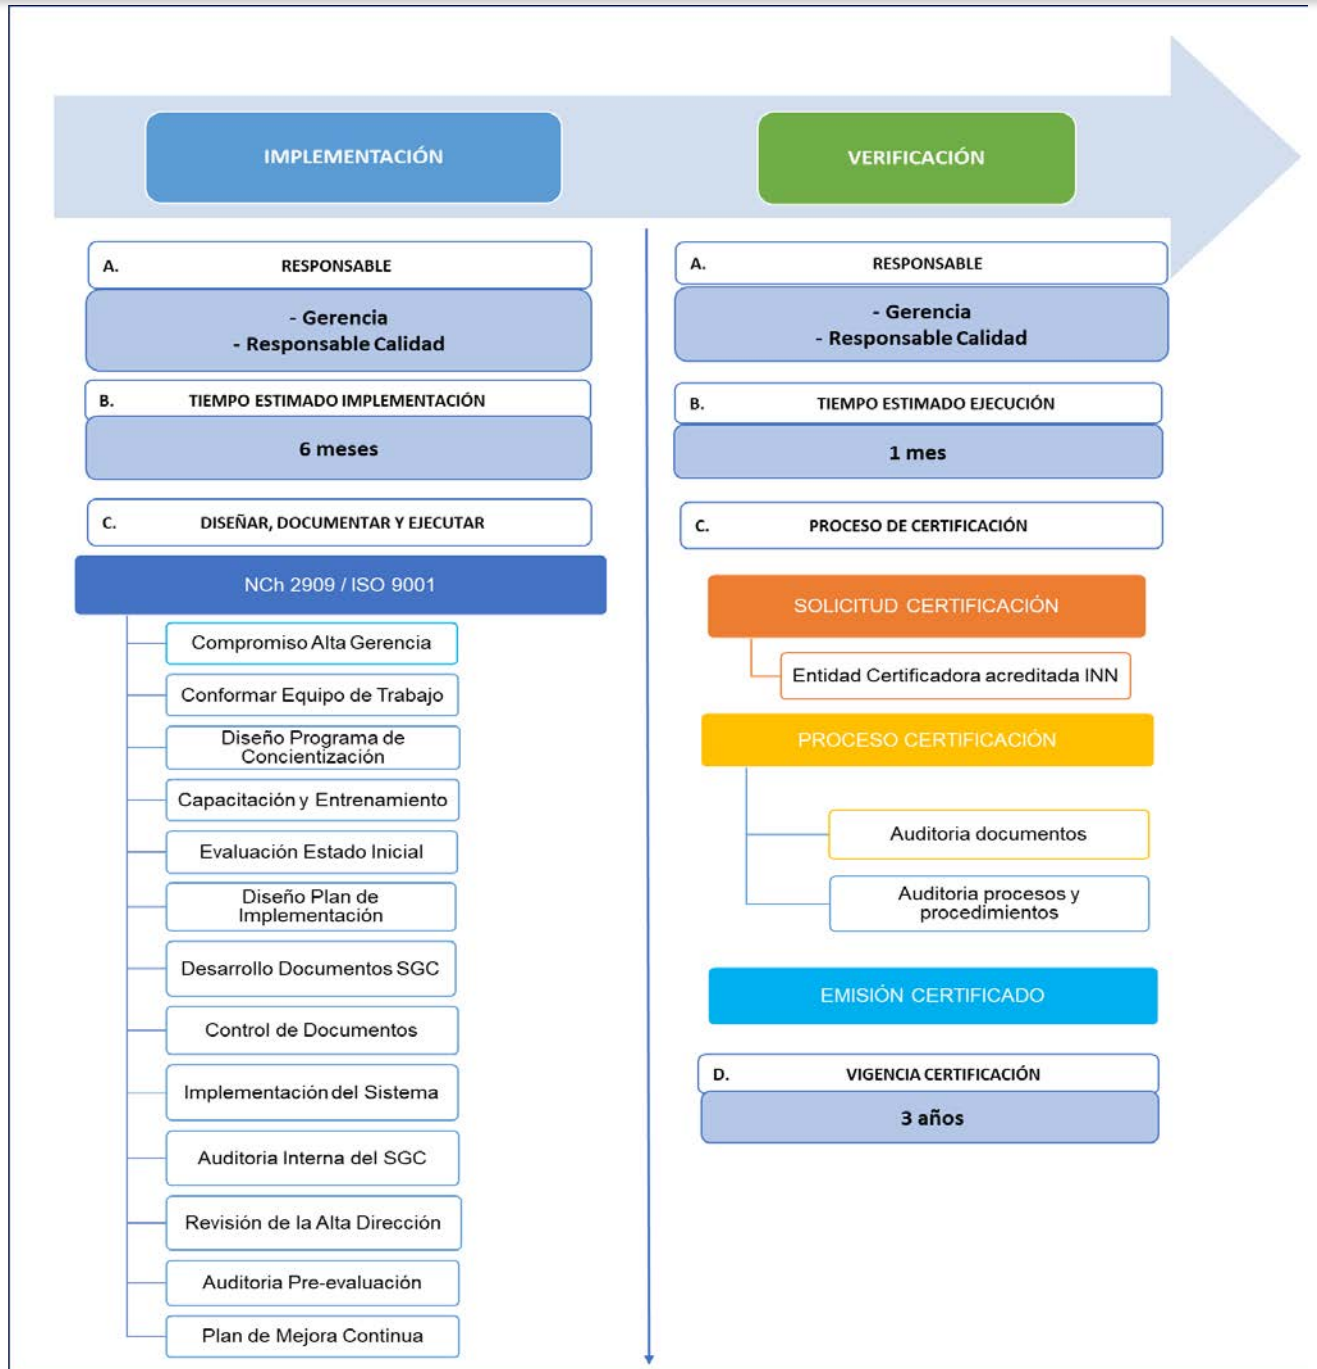 IMPLEMENTACIÓN
VERIFICACIÓN
A. RESPONSABLE
- Gerencia
- Responsable Calidad
B. TIEMPO ESTIMADO IMPLEMENTACIÓN
6 meses
C. DISEÑAR, DOCUMENTAR Y EJECUTAR
NCh 2909 / ISO 9001
Compromiso Alta Gerencia
Conformar Equipo de Trabajo
Diseño Programa de
Concientización
Capacitación y Entrenamiento
Evaluación Estado Inicial
Diseño Plan de
Implementación
Desarrollo Documentos SGC
Control de Documentos
Implementación del Sistema
Auditoria Interna del SGC
Revisión de la Alta Dirección
Auditoria Pre-evaluación
Plan de Mejora Continua
A. RESPONSABLE
- Gerencia
- Responsable Calidad
B. TIEMPO ESTIMADO EJECUCIÓN
1 mes
C. PROCESO DE CERTIFICACIÓN
SOLICITUD CERTIFICACIÓN
Entidad Certificadora acreditada INN
PROCESO CERTIFICACIÓN
Auditoria documentos
Auditoria procesos y
procedimientos
EMISIÓN CERTIFICADO
D. VIGENCIA CERTIFICACIÓN
3 años